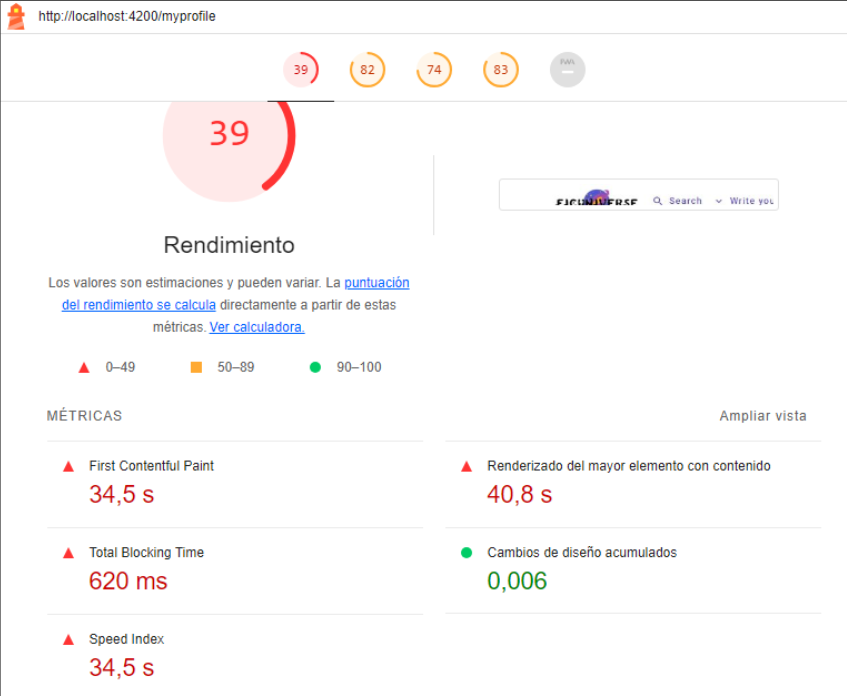 http://localhost:4200/myprofile
39
82
74
83
PWA
39
FICUNIVERSE
Search
Write you
Rendimiento
Los valores son estimaciones y pueden variar. La puntuación
del rendimiento se calcula directamente a partir de estas
métricas. Ver calculadora.
0–49
50–89
90–100
MÉTRICAS
Ampliar vista
First Contentful Paint
34,5 s
Renderizado del mayor elemento con contenido
40,8 s
Total Blocking Time
620 ms
Cambios de diseño acumulados
0,006
Speed Index
34,5 s